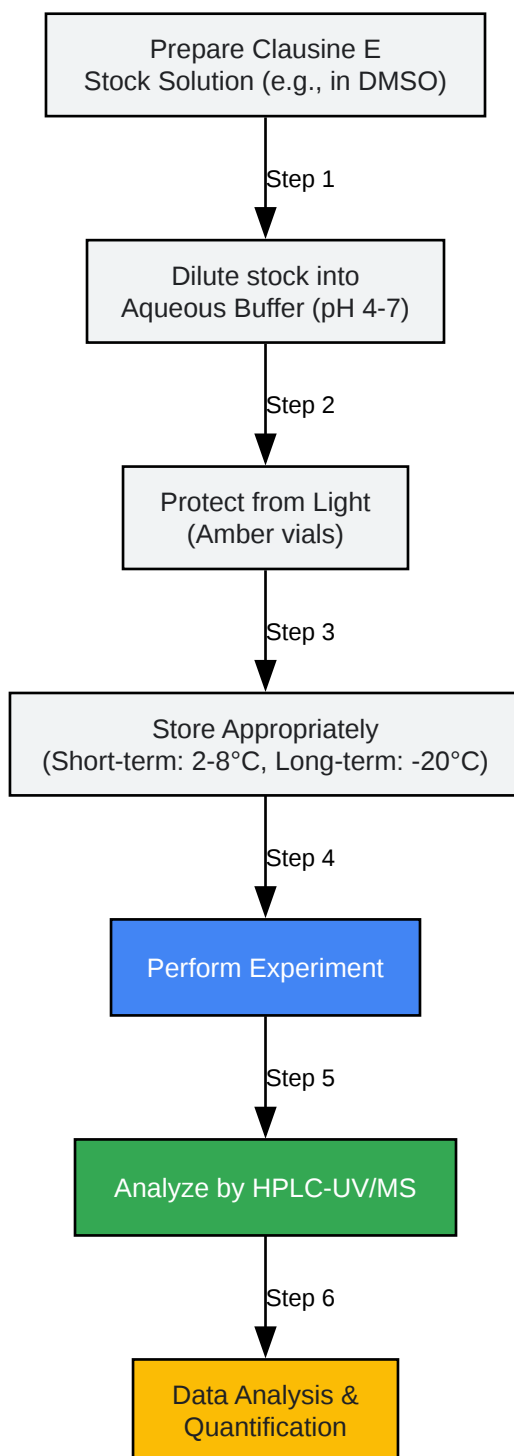 Prepare Clausine E
Stock Solution (e.g., in DMSO)
Step 1
Dilute stock into
Aqueous Buffer (pH 4-7)
Step 2
Protect from Light
(Amber vials)
Step 3
Store Appropriately
(Short-term: 2-8°C, Long-term: -20°C)
Step 4
Perform Experiment
Step 5
Analyze by HPLC-UV/MS
Step 6
Data Analysis &
Quantification